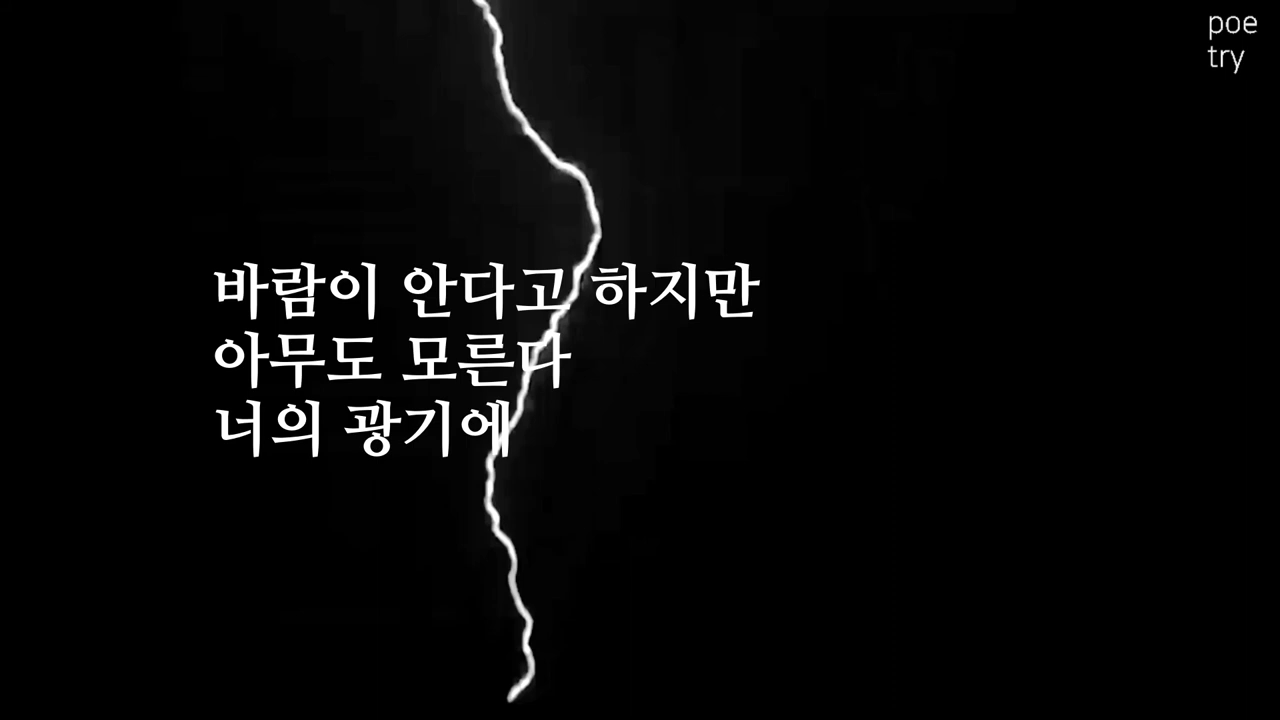 poe
try
바람이 안다고 하지만
아무도 모른다
너의 광기에